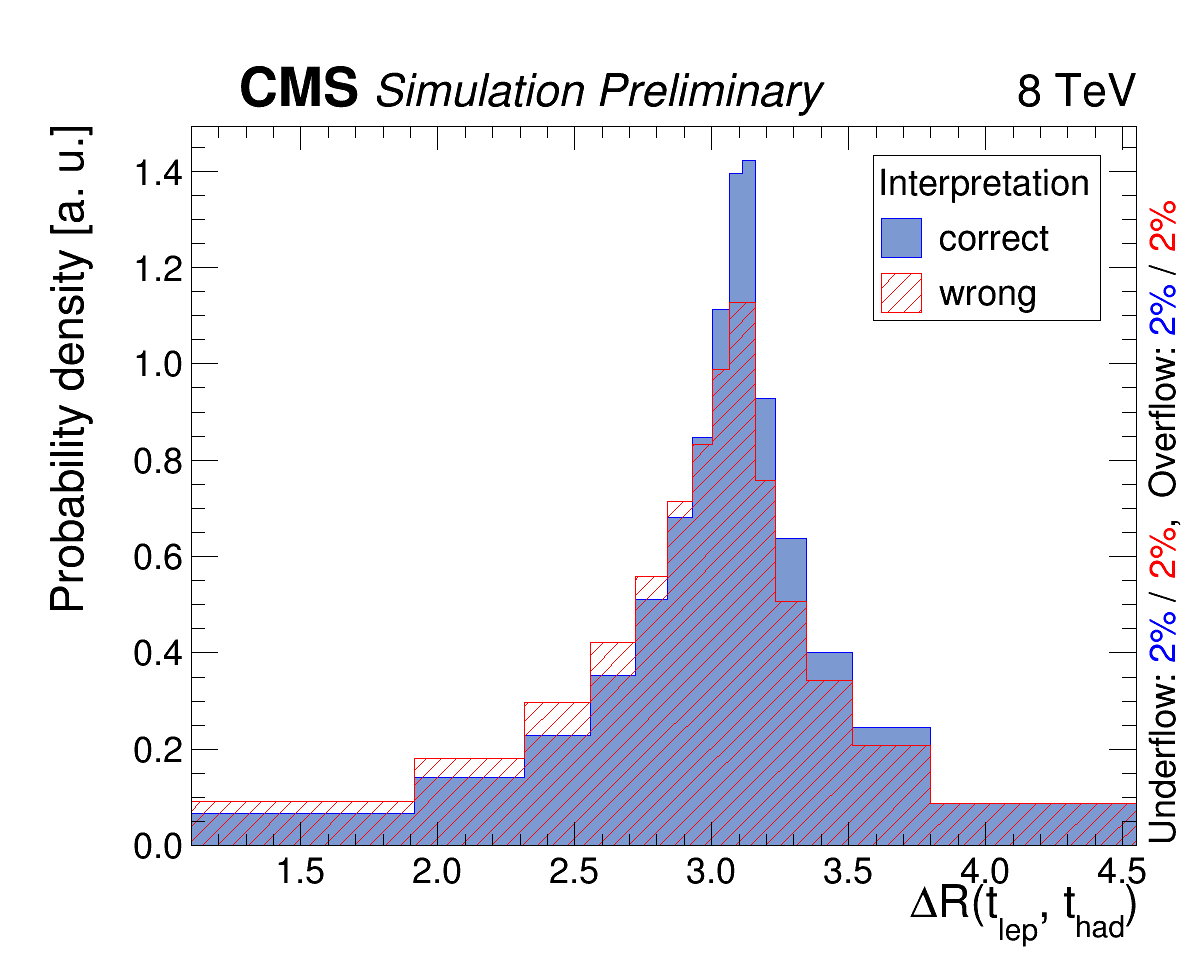 CMS Simulation Preliminary 8 TeV
Probability density [a. u.]
1.4
1.2
1.0
0.8
0.6
0.4
0.2
0.0
Interpretation
correct
wrong
1.5 2.0 2.5 3.0 3.5 4.0 4.5
ΔR(t_lep, t_had)
Underflow: 2% / 2%, Overflow: 2% / 2%